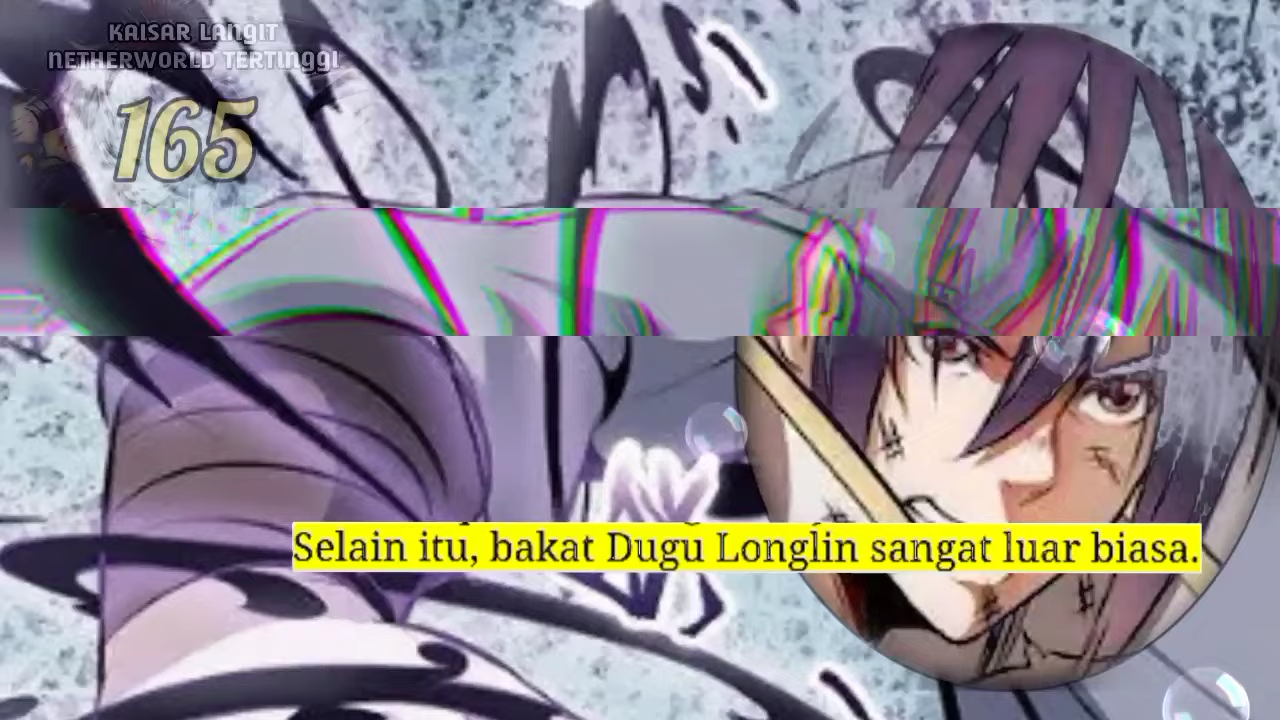 KAISAR LANGIT
NETHERWORLD TERTINGGI
165
Selain itu, bakat Dugu Longlin sangat luar biasa.